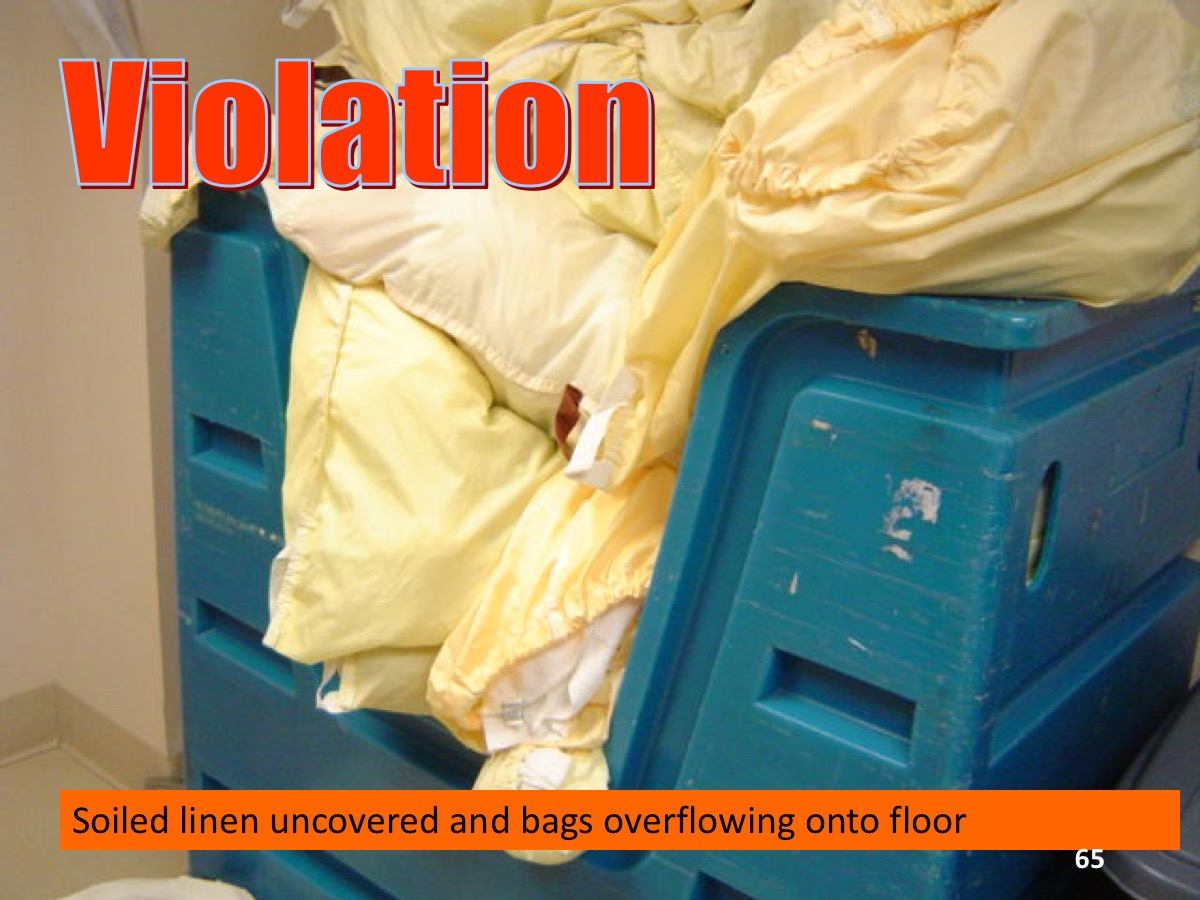 Violation
Soiled linen uncovered and bags overflowing onto floor
65